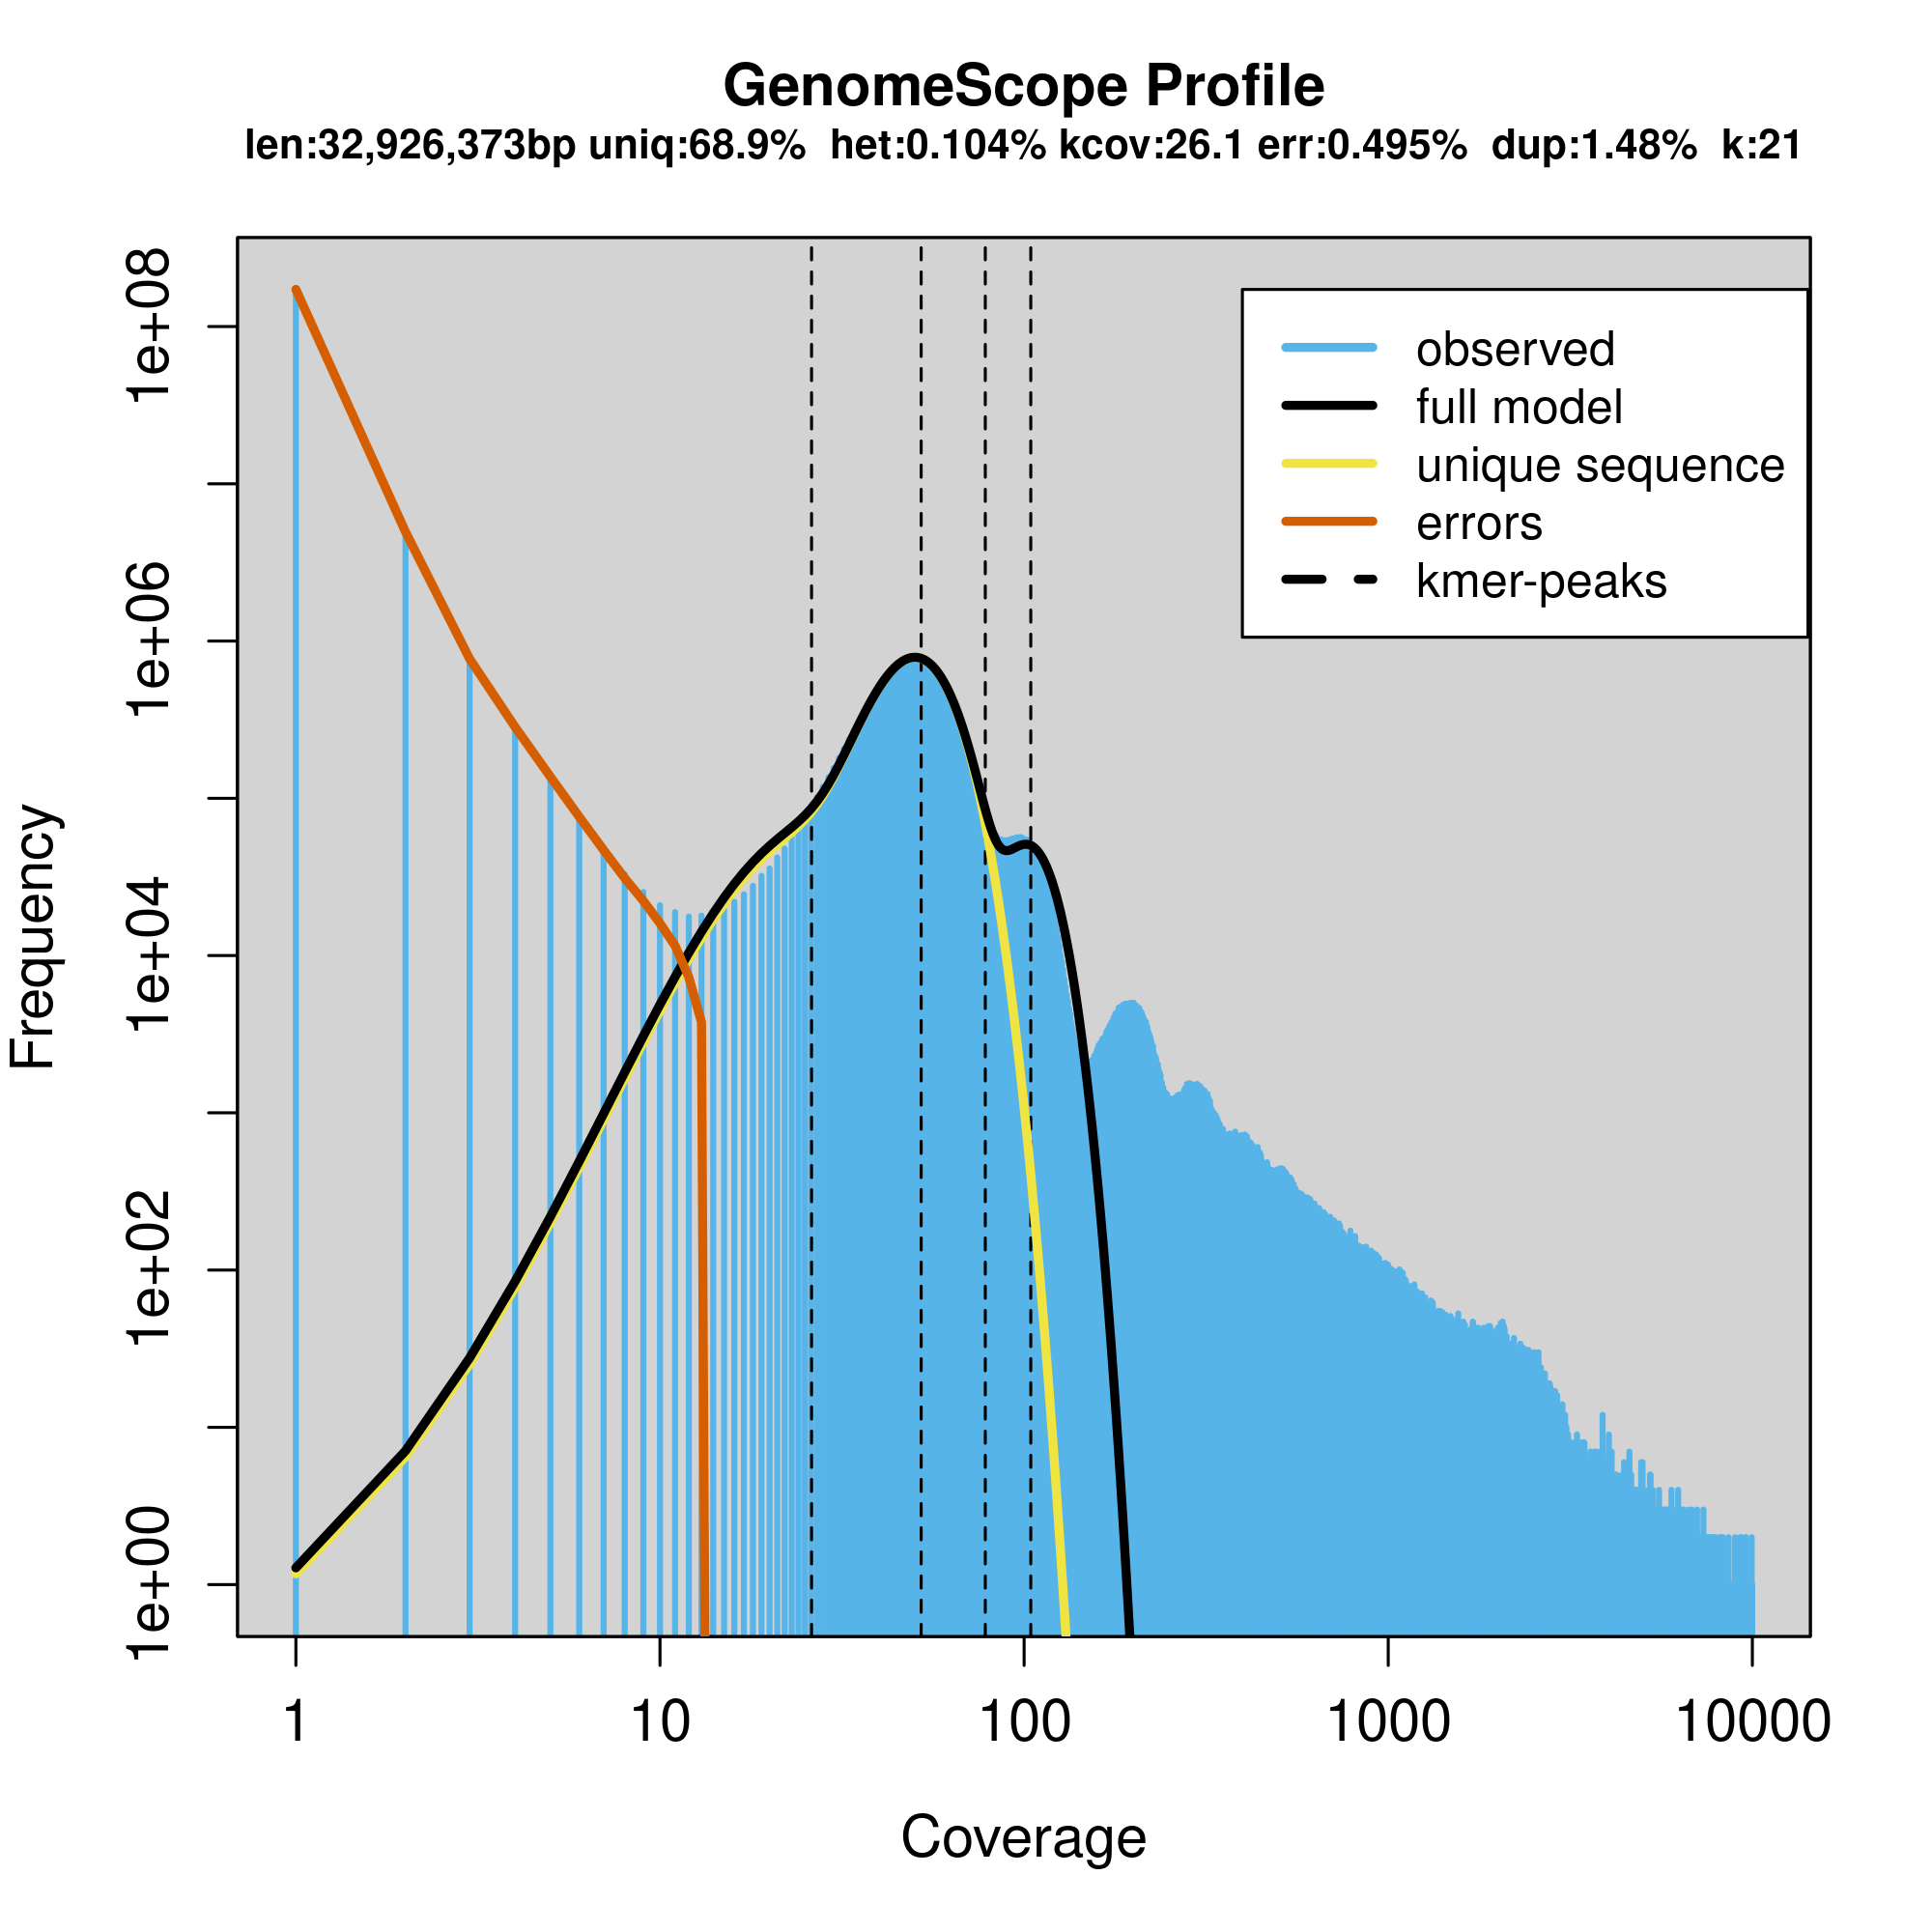 GenomeScope Profile
len:32,926,373bp uniq:68.9% het:0.104% kcov:26.1 err:0.495% dup:1.48% k:21
observed
full model
unique sequence
errors
kmer-peaks
Frequency
1e+08
1e+06
1e+04
1e+02
1e+00
1 10 100 1000 10000
Coverage